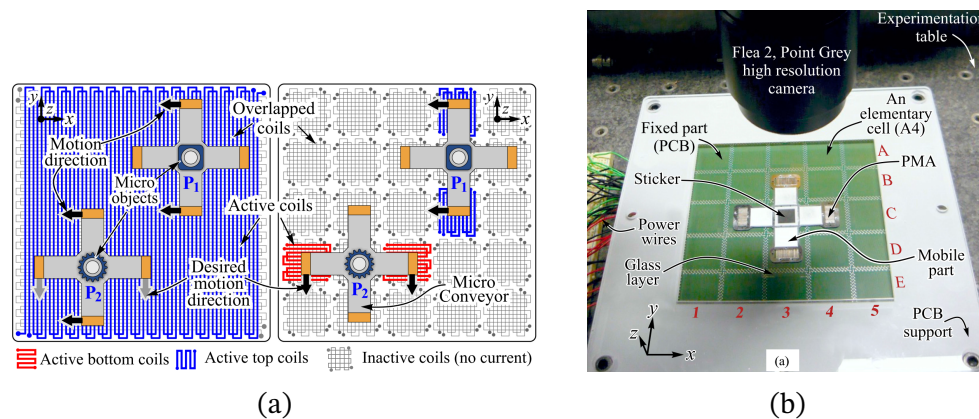 y
z
x
Overlapped
coils
Motion
direction
P1
Micro
objects
Active coils
P2
Desired
motion
direction
y
z
x
P1
P2
Micro
Conveyor
Active bottom coils
Active top coils
Inactive coils (no current)
(a)
Experimentation
table
Flea 2, Point Grey
high resolution
camera
An
elementary
cell (A4)
Fixed part
(PCB)
PMA
Sticker
A
B
C
D
E
Power
wires
Glass
layer
Mobile
part
1 2 3 4 5
PCB
support
y
z
x
(a)
(b)